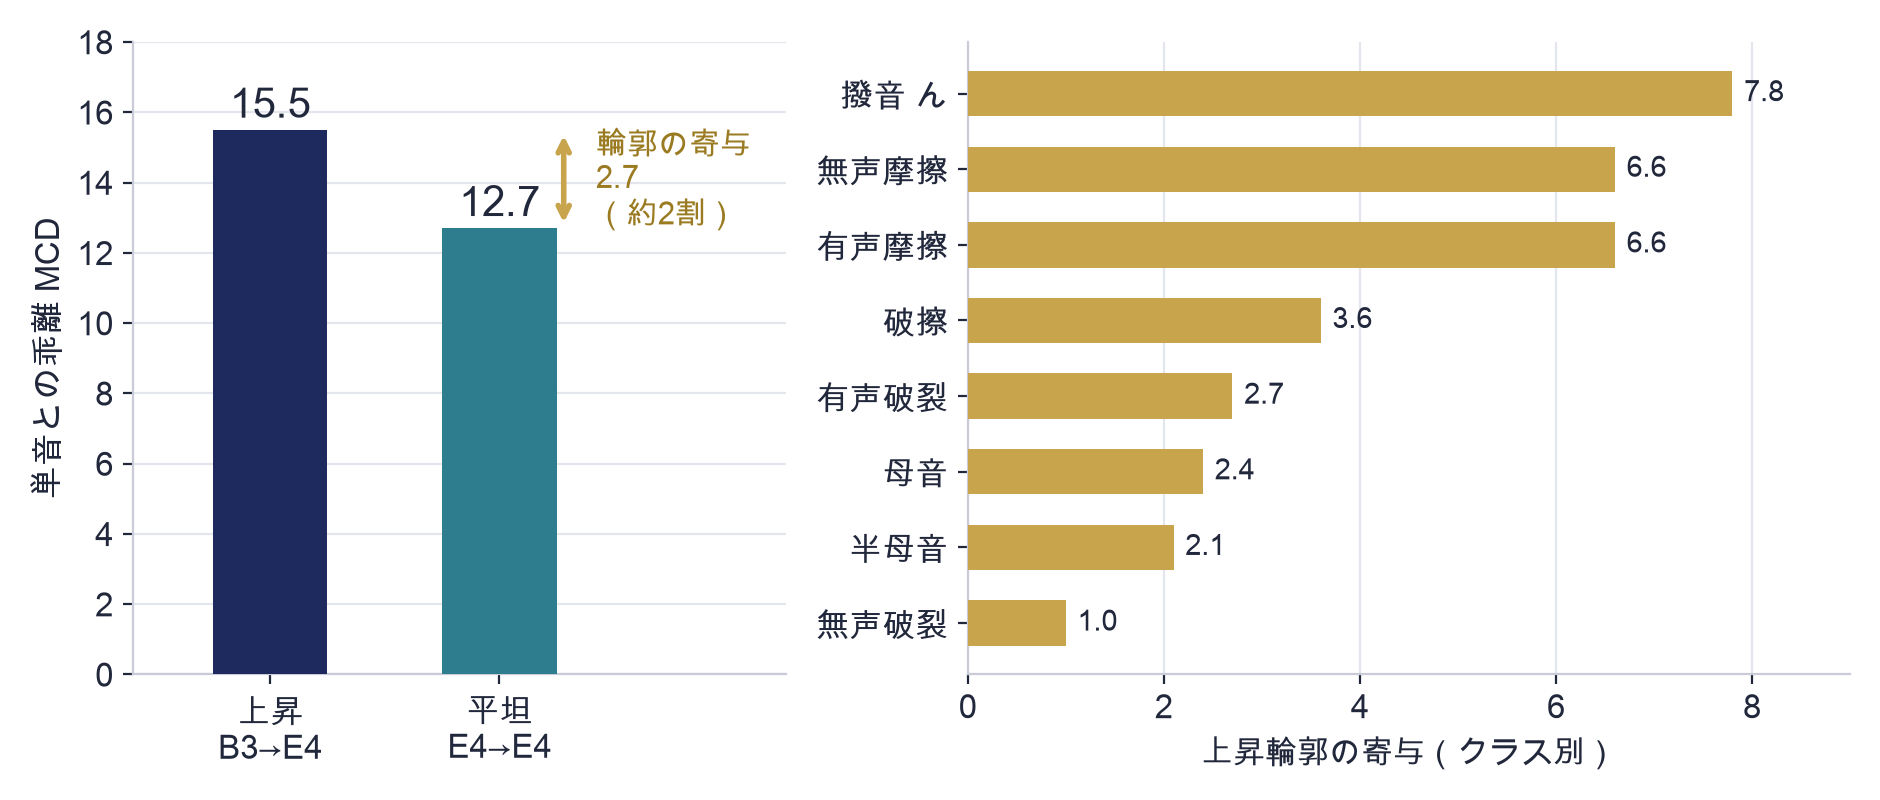 18
16
14
12
10
8
6
4
2
0
単音との乖離 MCD
15.5
12.7
輪郭の寄与
2.7
(約2割)
上昇
B3→E4
平坦
E4→E4
撥音 ん
7.8
無声摩擦
6.6
有声摩擦
6.6
破擦
3.6
有声破裂
2.7
母音
2.4
半母音
2.1
無声破裂
1.0
0
2
4
6
8
上昇輪郭の寄与(クラス別)